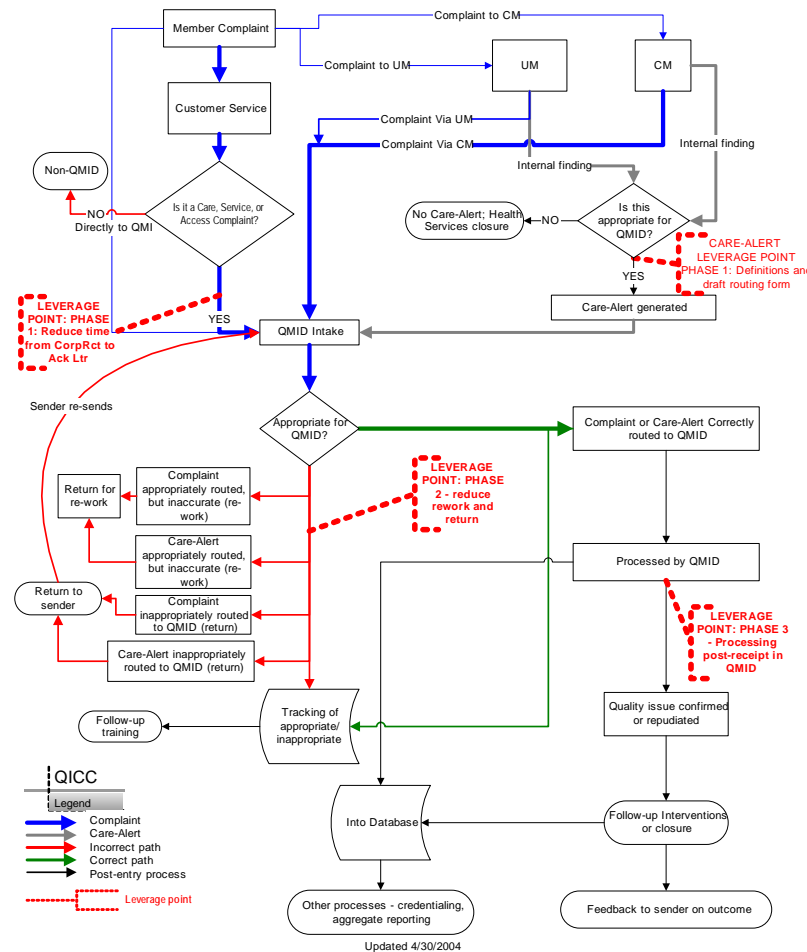 Complaint to CM
Member Complaint
Complaint to UM
UM
CM
Customer Service
Complaint Via UM
Complaint Via CM
Internal finding
Internal finding
Non-QMID
Is it a Care, Service, or
Access Complaint?
NO
Directly to QMI
Is this
appropriate for
QMID?
No Care-Alert; Health
Services closure
NO
CARE-ALERT
LEVERAGE POINT
PHASE 1: Definitions and
draft routing form
YES
Care-Alert generated
LEVERAGE
POINT: PHASE
1: Reduce time
from CorpRct to
Ack Ltr
YES
QMID Intake
Sender re-sends
Appropriate for
QMID?
Complaint or Care-Alert Correctly
routed to QMID
Return for
re-work
Complaint
appropriately routed,
but inaccurate (re-
work)
LEVERAGE
POINT: PHASE
2 - reduce
rework and
return
Care-Alert
appropriately routed,
but inaccurate (re-
work)
Processed by QMID
Return to
sender
Complaint
inappropriately routed
to QMID (return)
Care-Alert inappropriately
routed to QMID (return)
LEVERAGE
POINT: PHASE 3
- Processing
post-receipt in
QMID
Follow-up
training
Tracking of
appropriate/
inappropriate
Quality issue confirmed
or repudiated
QICC
Legend
Complaint
Care-Alert
Incorrect path
Correct path
Post-entry process
Leverage point
Into Database
Follow-up Interventions
or closure
Other processes - credentialing,
aggregate reporting
Feedback to sender on outcome
Updated 4/30/2004